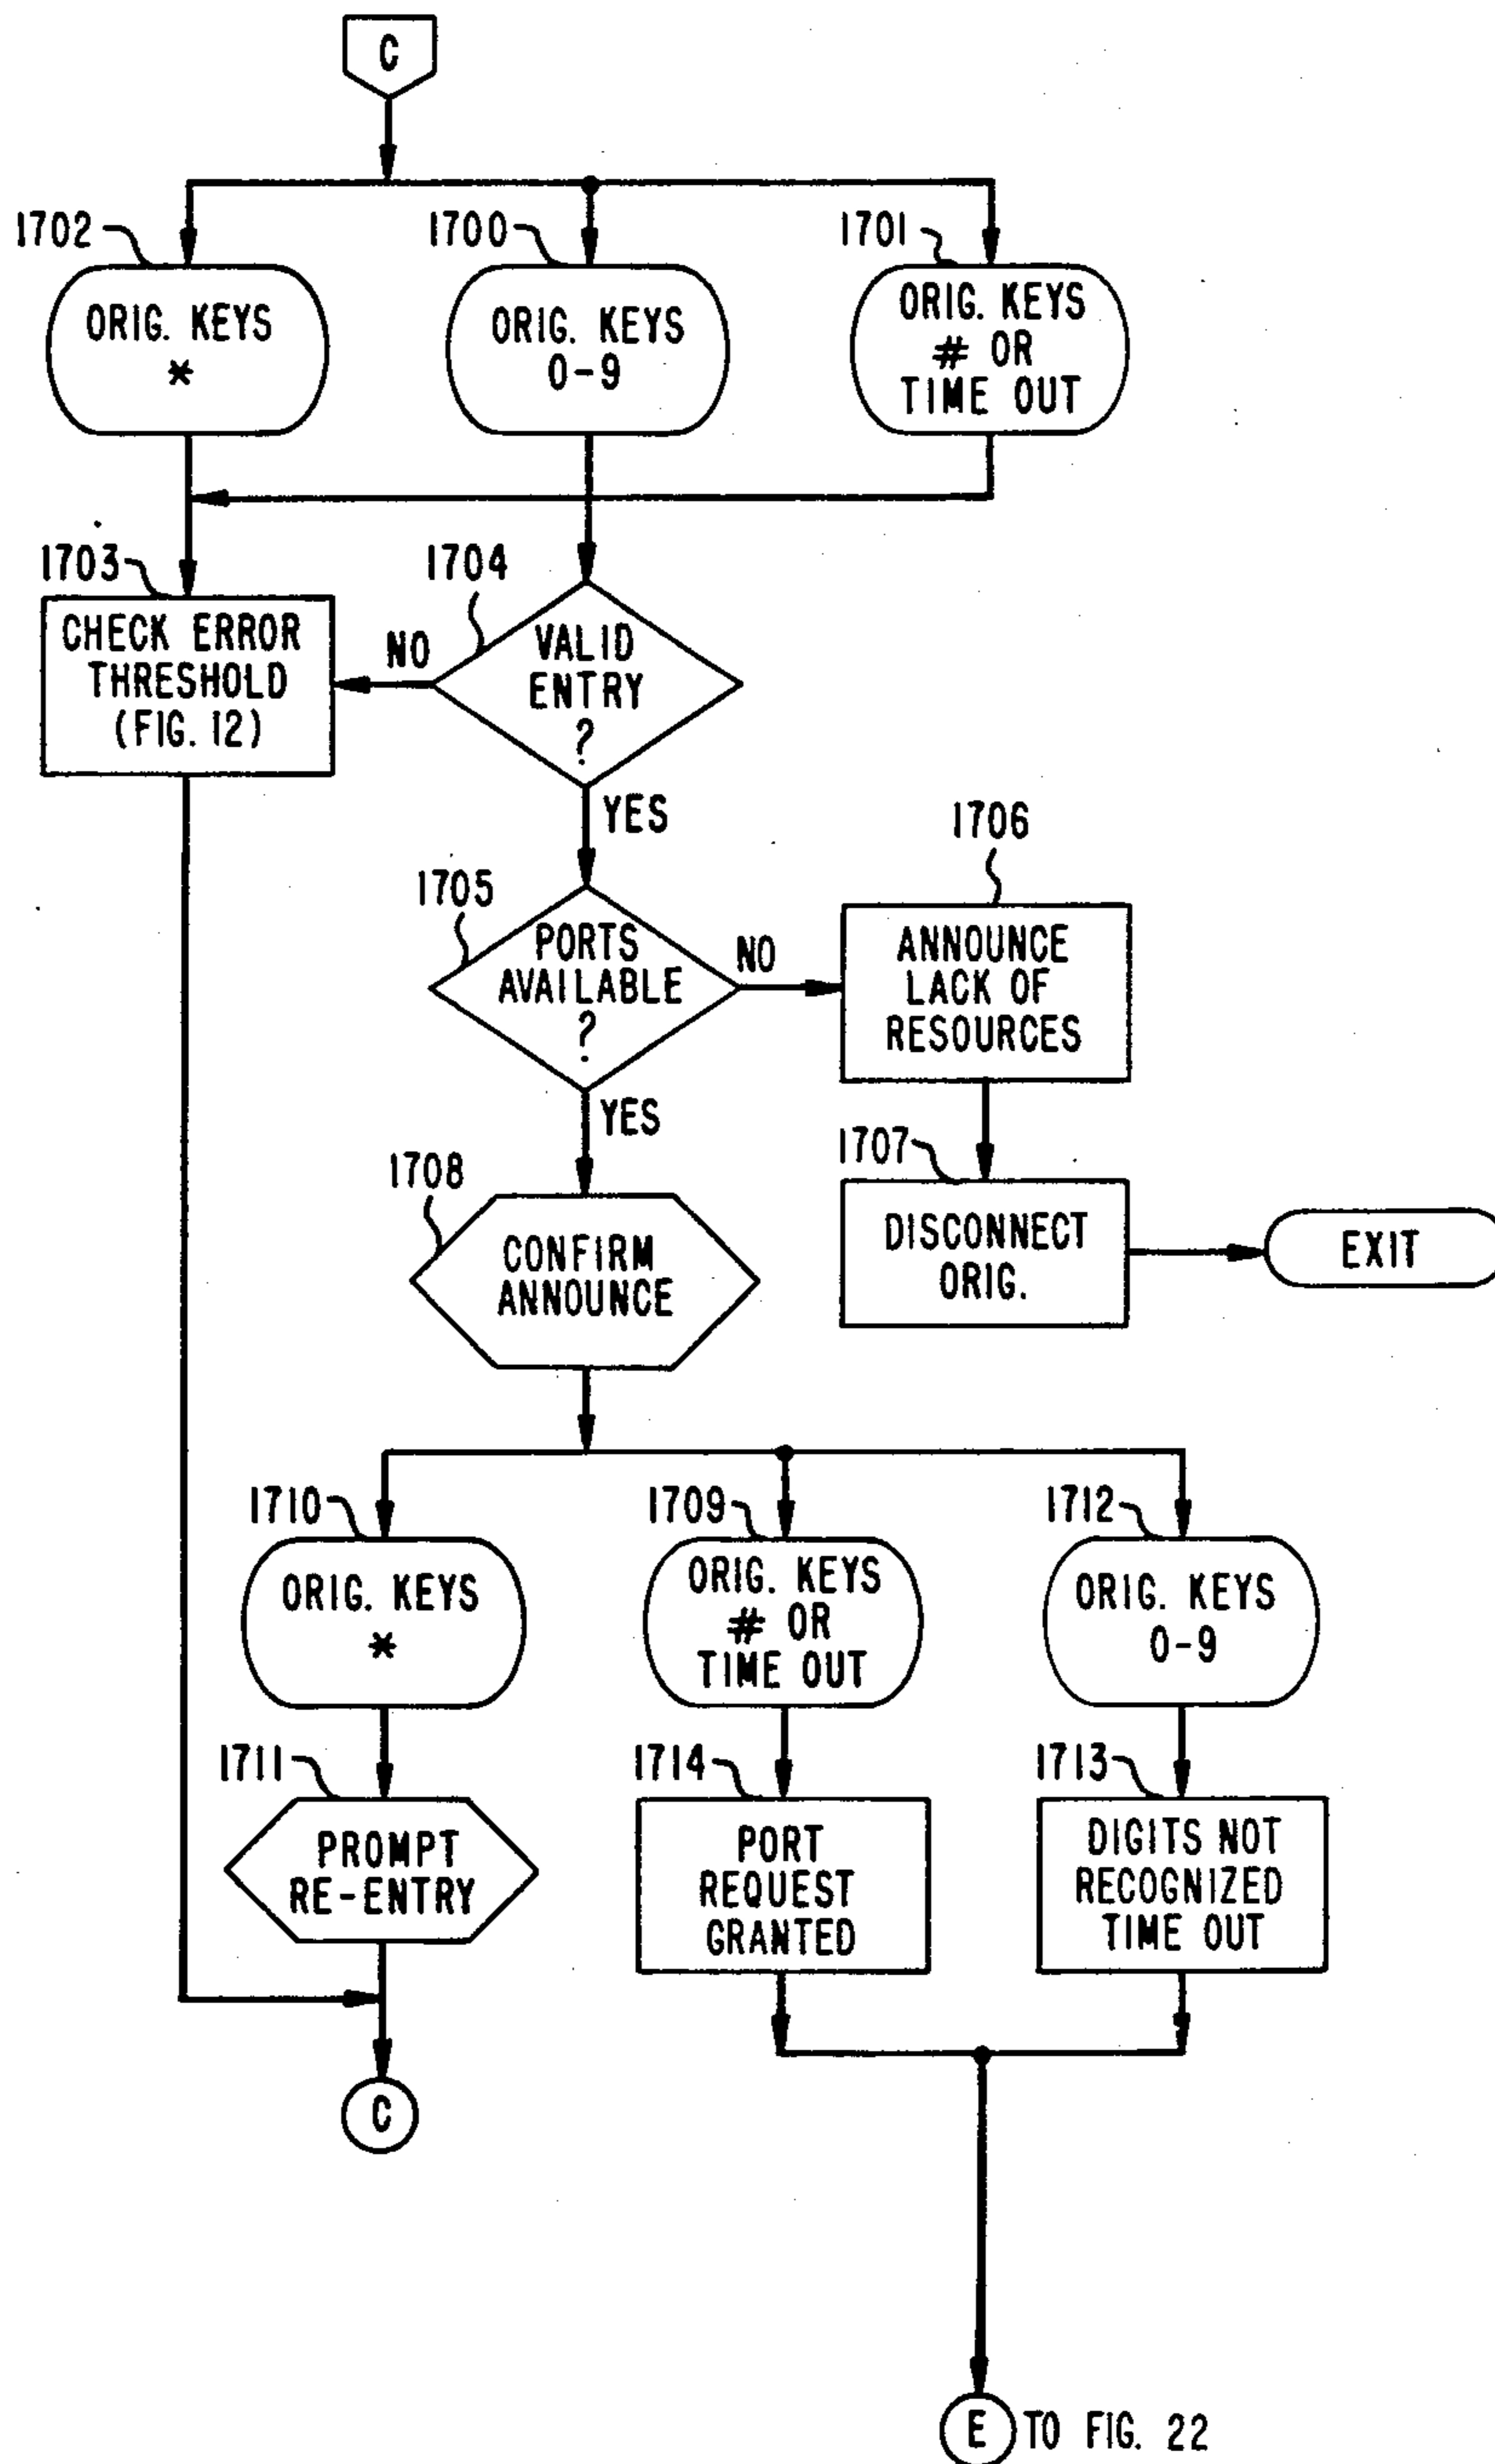 C
1702
1700
1701
ORIG. KEYS
*
ORIG. KEYS
0-9
ORIG. KEYS
# OR
TIME OUT
1703
CHECK ERROR
THRESHOLD
(FIG. 12)
NO
1704
VALID
ENTRY
?
YES
1705
PORTS
AVAILABLE
?
NO
1706
ANNOUNCE
LACK OF
RESOURCES
YES
1707
DISCONNECT
ORIG.
EXIT
1708
CONFIRM
ANNOUNCE
1710
1709
1712
ORIG. KEYS
*
ORIG. KEYS
# OR
TIME OUT
ORIG. KEYS
0-9
1711
PROMPT
RE-ENTRY
1714
PORT
REQUEST
GRANTED
1713
DIGITS NOT
RECOGNIZED
TIME OUT
C
E TO FIG. 22